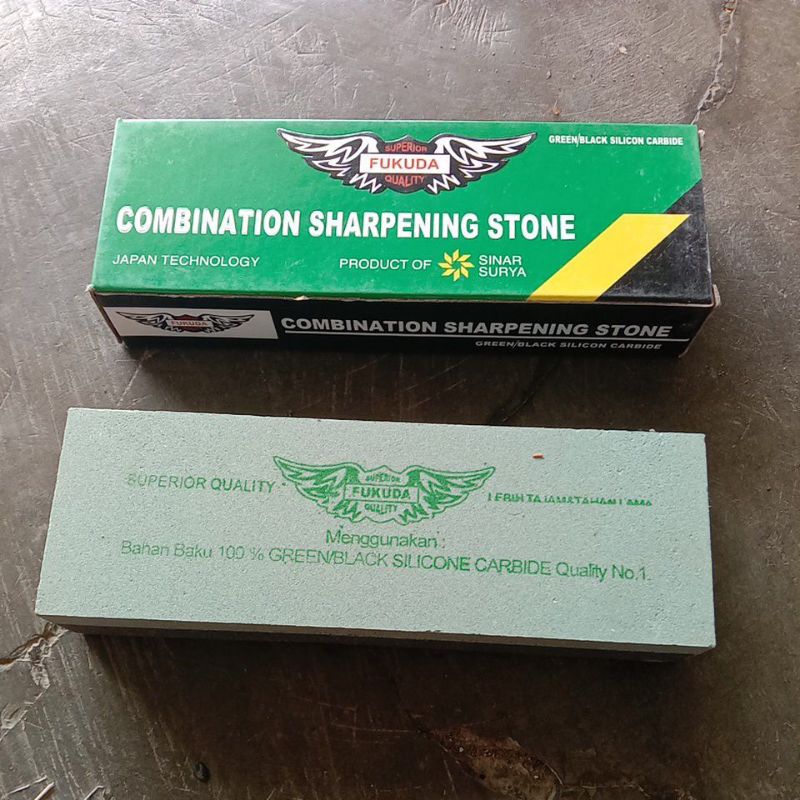 SUPERIOR
FUKUDA
QUALITY
GREEN/BLACK SILICON CARBIDE
COMBINATION SHARPENING STONE
JAPAN TECHNOLOGY
PRODUCT OF SINAR SURYA
FUKUDA
COMBINATION SHARPENING STONE
GREEN/BLACK SILICON CARBIDE
SUPERIOR QUALITY
SUPERIOR
FUKUDA
QUALITY
Menggunakan :
Bahan Baku 100 % GREEN/BLACK SILICONE CARBIDE Quality No.1.